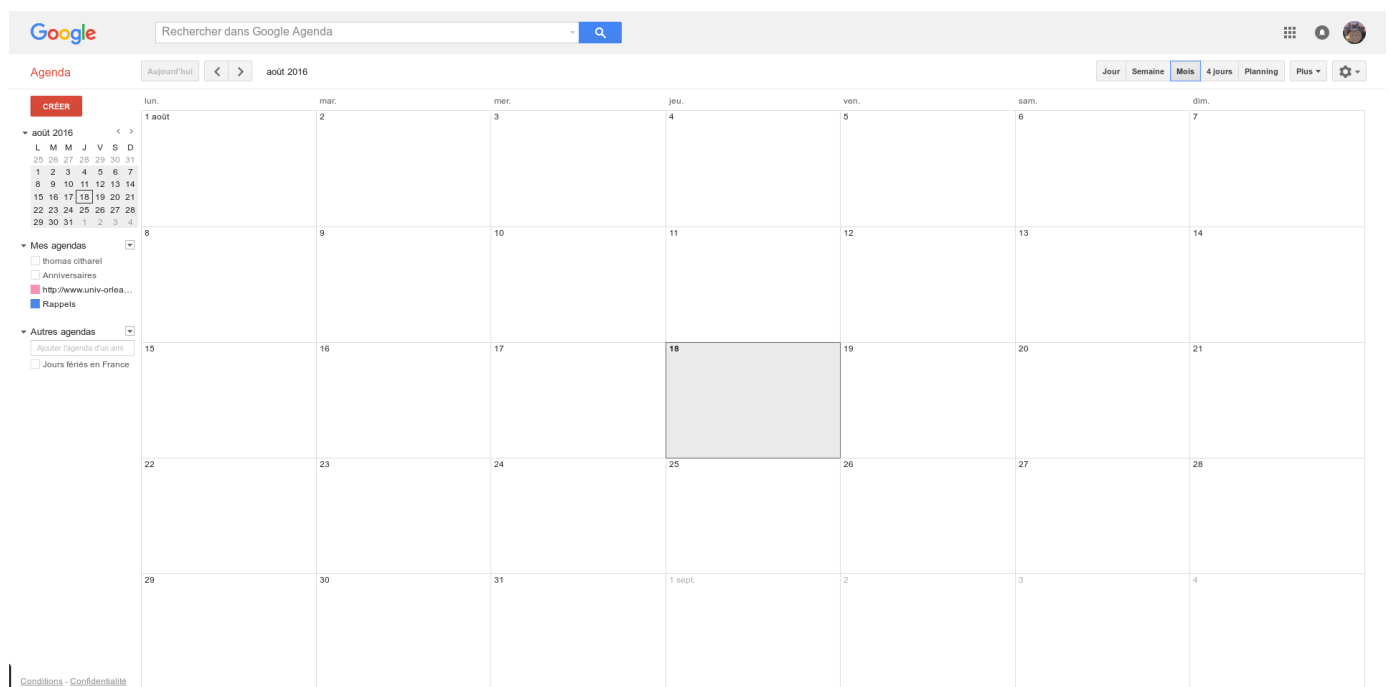 Google
Rechercher dans Google Agenda
Agenda
Aujourd'hui
août 2016
Jour Semaine Mois 4 jours Planning Plus
CRÉER
août 2016
L M M J V S D
25 26 27 28 29 30 31
1 2 3 4 5 6 7
8 9 10 11 12 13 14
15 16 17 18 19 20 21
22 23 24 25 26 27 28
29 30 31 1 2 3 4
Mes agendas
thomas citharel
Anniversaires
http://www.univ-orlea...
Rappels
Autres agendas
Ajouter l'agenda d'un ami
Jours fériés en France
Conditions - Confidentialité
lun. mar. mer. jeu. ven. sam. dim.
1 août 2 3 4 5 6 7
8 9 10 11 12 13 14
15 16 17 18 19 20 21
22 23 24 25 26 27 28
29 30 31 1 sept. 2 3 4